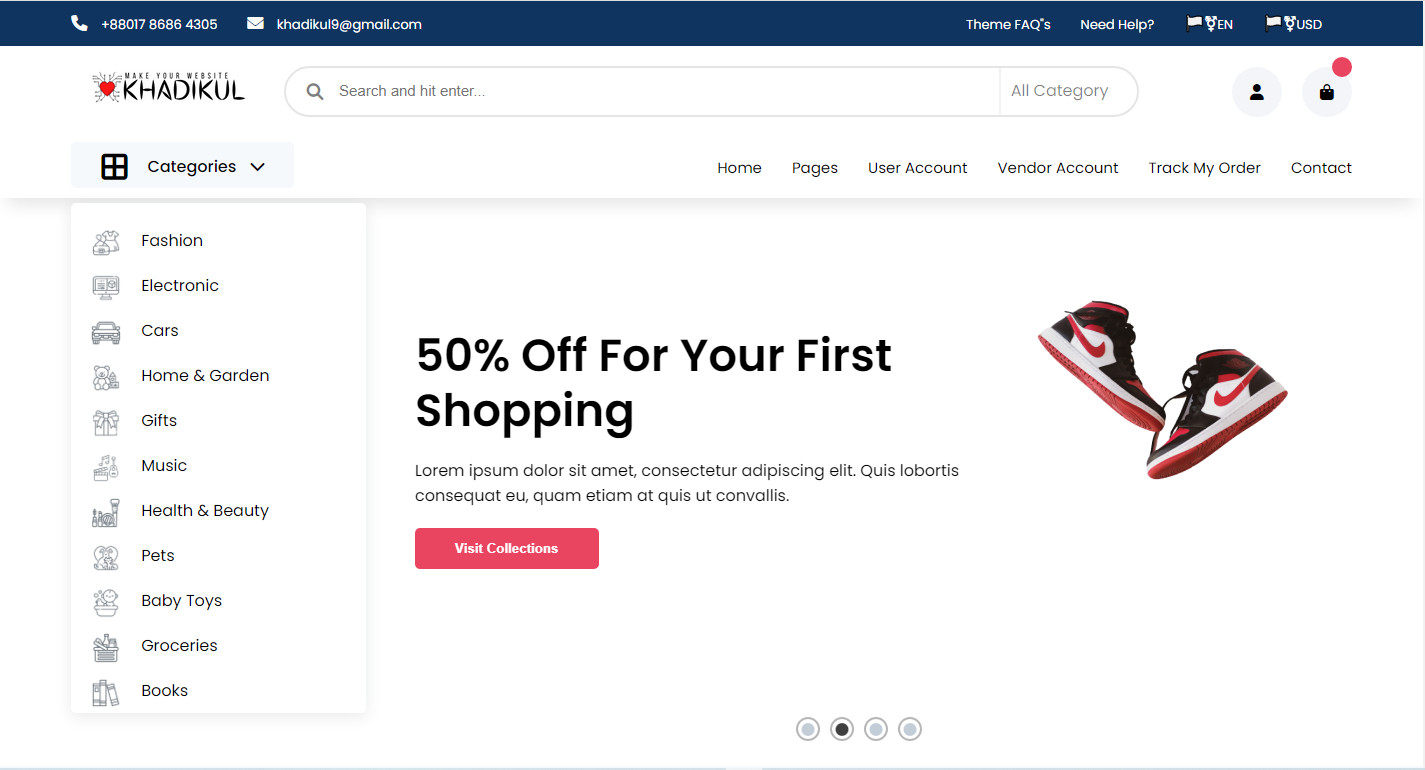 +88017 8686 4305
khadikul9@gmail.com
Theme FAQ"s
Need Help?
EN
USD
MAKE YOUR WEBSITE
KHADIKUL
Search and hit enter...
All Category
Categories
Home
Pages
User Account
Vendor Account
Track My Order
Contact
Fashion
Electronic
Cars
Home & Garden
Gifts
Music
Health & Beauty
Pets
Baby Toys
Groceries
Books
50% Off For Your First
Shopping
Lorem ipsum dolor sit amet, consectetur adipiscing elit. Quis lobortis
consequat eu, quam etiam at quis ut convallis.
Visit Collections